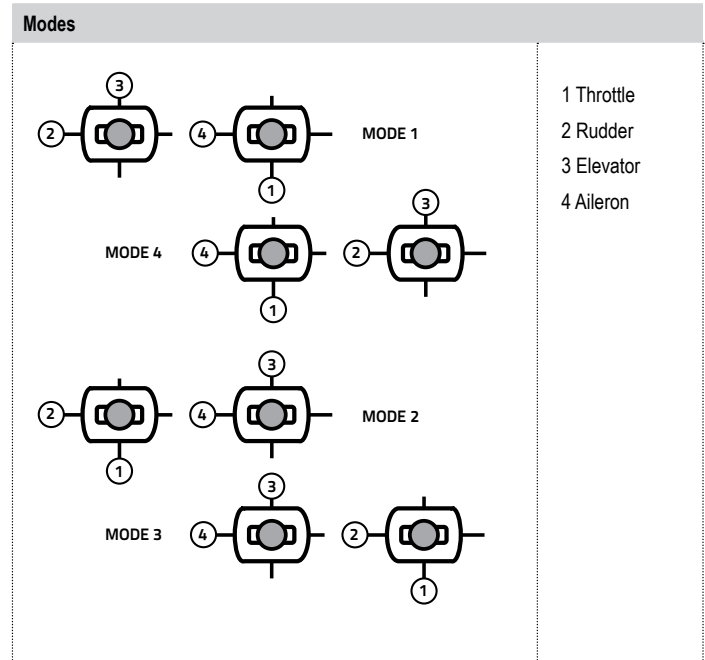 Modes
3
2 4 MODE 1
1
3
MODE 4 4 2
1
3
2 4 MODE 2
1
3
MODE 3 4 2
1
1 Throttle
2 Rudder
3 Elevator
4 Aileron